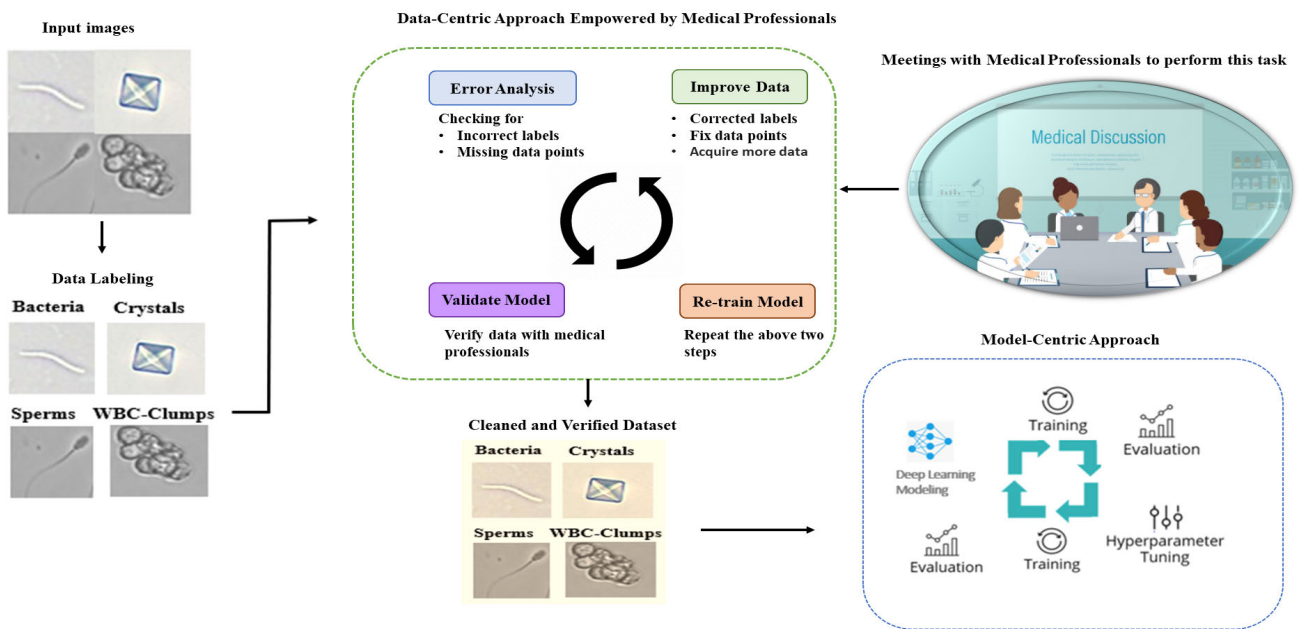 Input images
Data Labeling
Bacteria Crystals
Sperms WBC-Clumps
Data-Centric Approach Empowered by Medical Professionals
Error Analysis
Checking for
• Incorrect labels
• Missing data points
Improve Data
• Corrected labels
• Fix data points
• Acquire more data
Validate Model
Verify data with medical
professionals
Re-train Model
Repeat the above two
steps
Cleaned and Verified Dataset
Bacteria Crystals
Sperms WBC-Clumps
Meetings with Medical Professionals to perform this task
Medical Discussion
Model-Centric Approach
Training
Evaluation
Deep Learning
Modeling
Hyperparameter
Tuning
Training
Evaluation